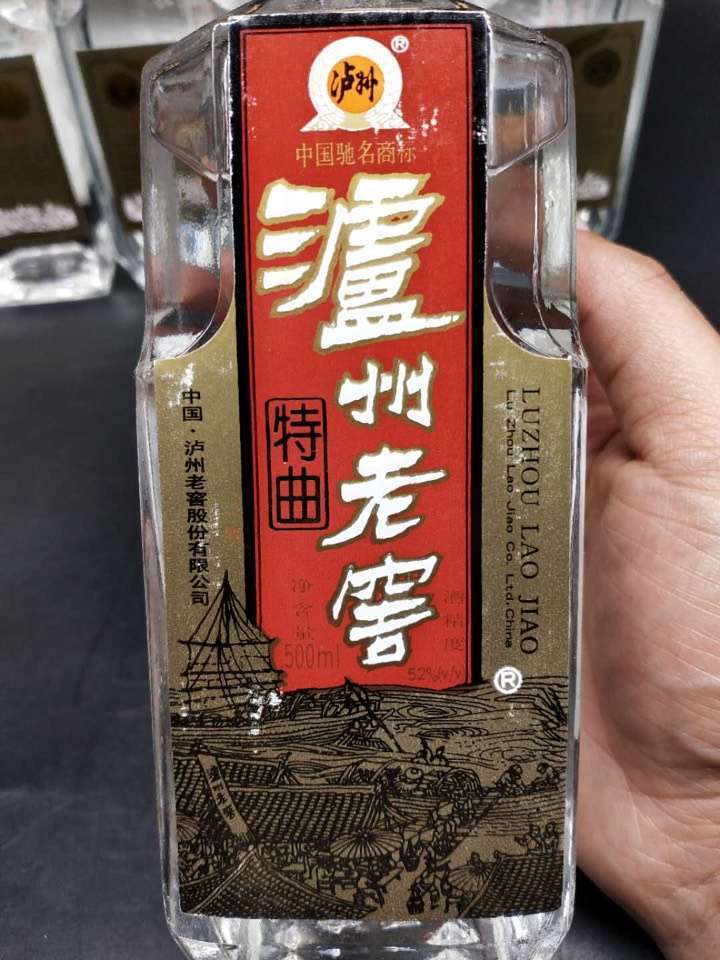 泸州
®
中国驰名商标
瀘州老窖
特曲
中国·泸州老窖股份有限公司
LUZHOU LAO JIAO
Lu Zhou Lao Jiao Co. Ltd. China
净含量
500ml
酒精度
52%(v/v)
®